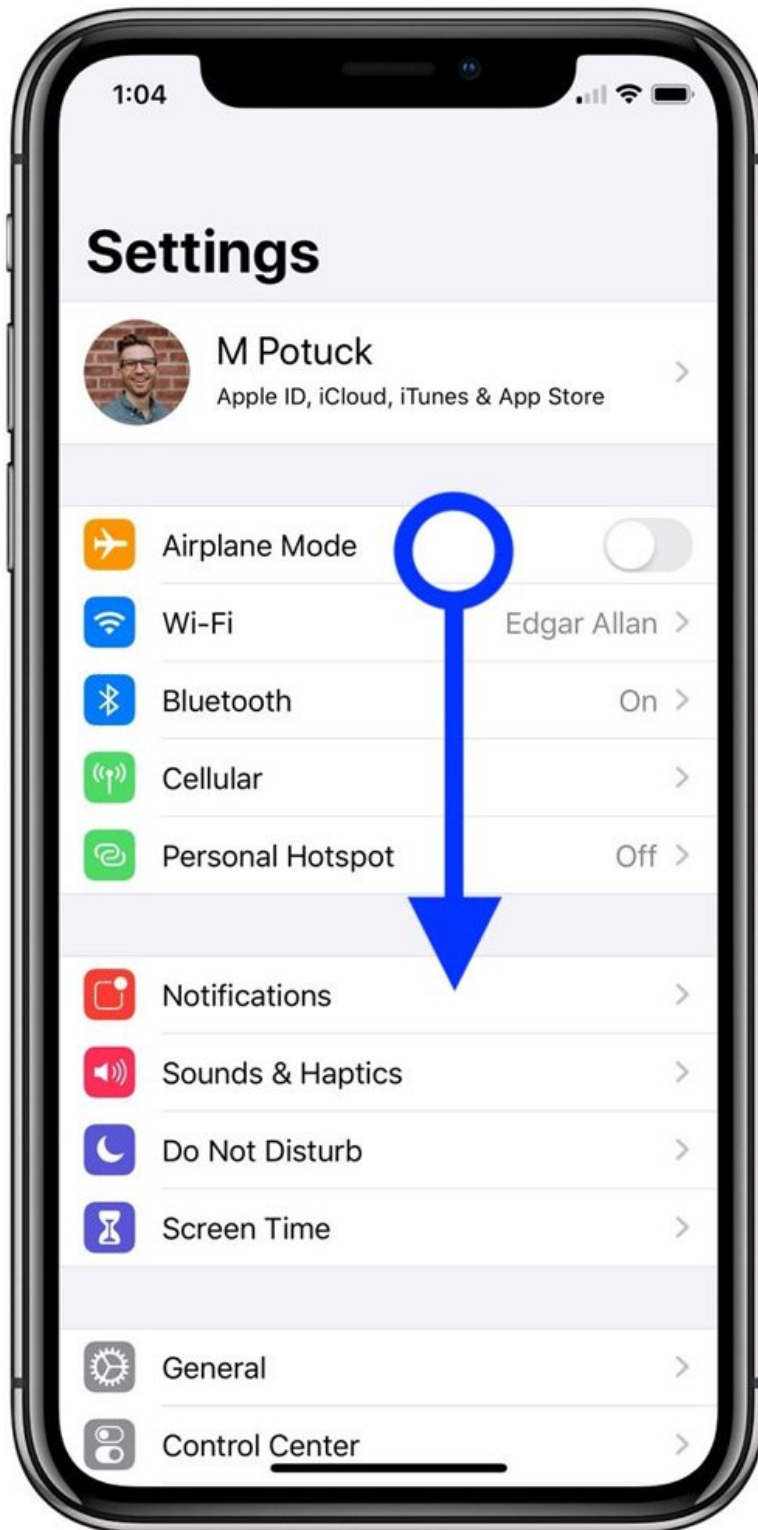 1:04
Settings
M Potuck
Apple ID, iCloud, iTunes & App Store
Airplane Mode
Wi-Fi Edgar Allan
Bluetooth On
Cellular
Personal Hotspot Off
Notifications
Sounds & Haptics
Do Not Disturb
Screen Time
General
Control Center